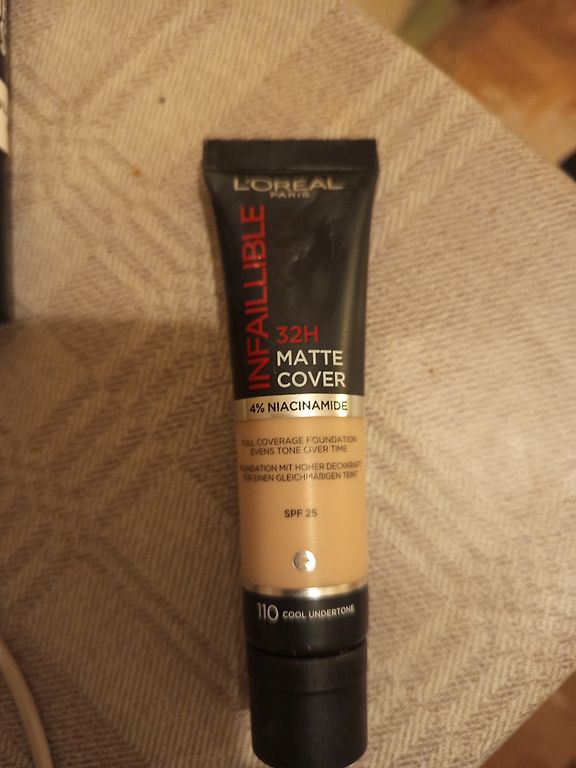 L'ORÉAL
PARIS
INFAILLIBLE
32H
MATTE
COVER
4% NIACINAMIDE
FULL COVERAGE FOUNDATION
EVENS TONE OVER TIME
FOUNDATION MIT HOHER DECKKRAFT
FÜR EINEN GLEICHMÄßIGEN TEINT
SPF 25
110 COOL UNDERTONE